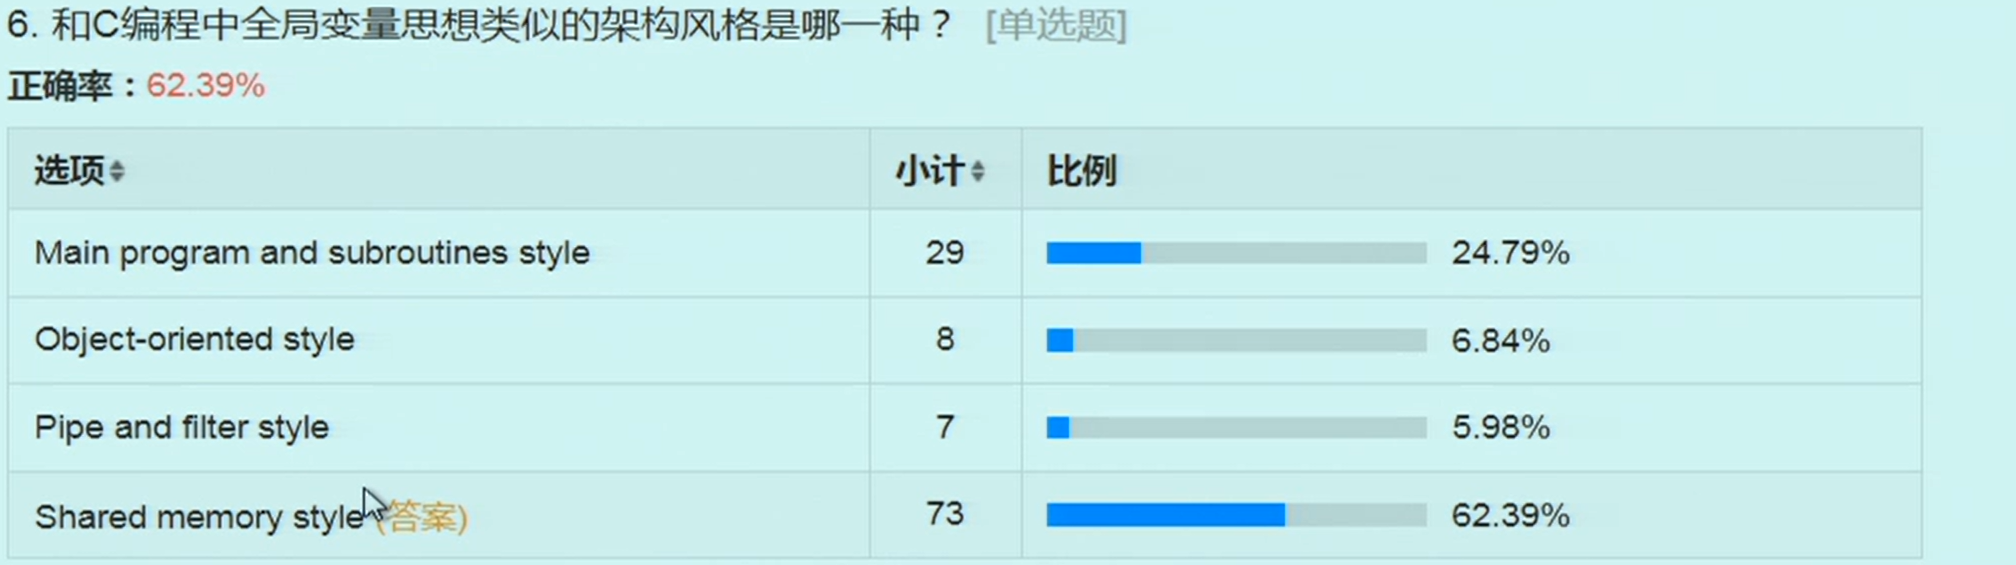 6. 和C编程中全局变量思想类似的架构风格是哪一种？ [单选题]
正确率：62.39%
选项 小计 比例
Main program and subroutines style 29 24.79%
Object-oriented style 8 6.84%
Pipe and filter style 7 5.98%
Shared memory style (答案) 73 62.39%